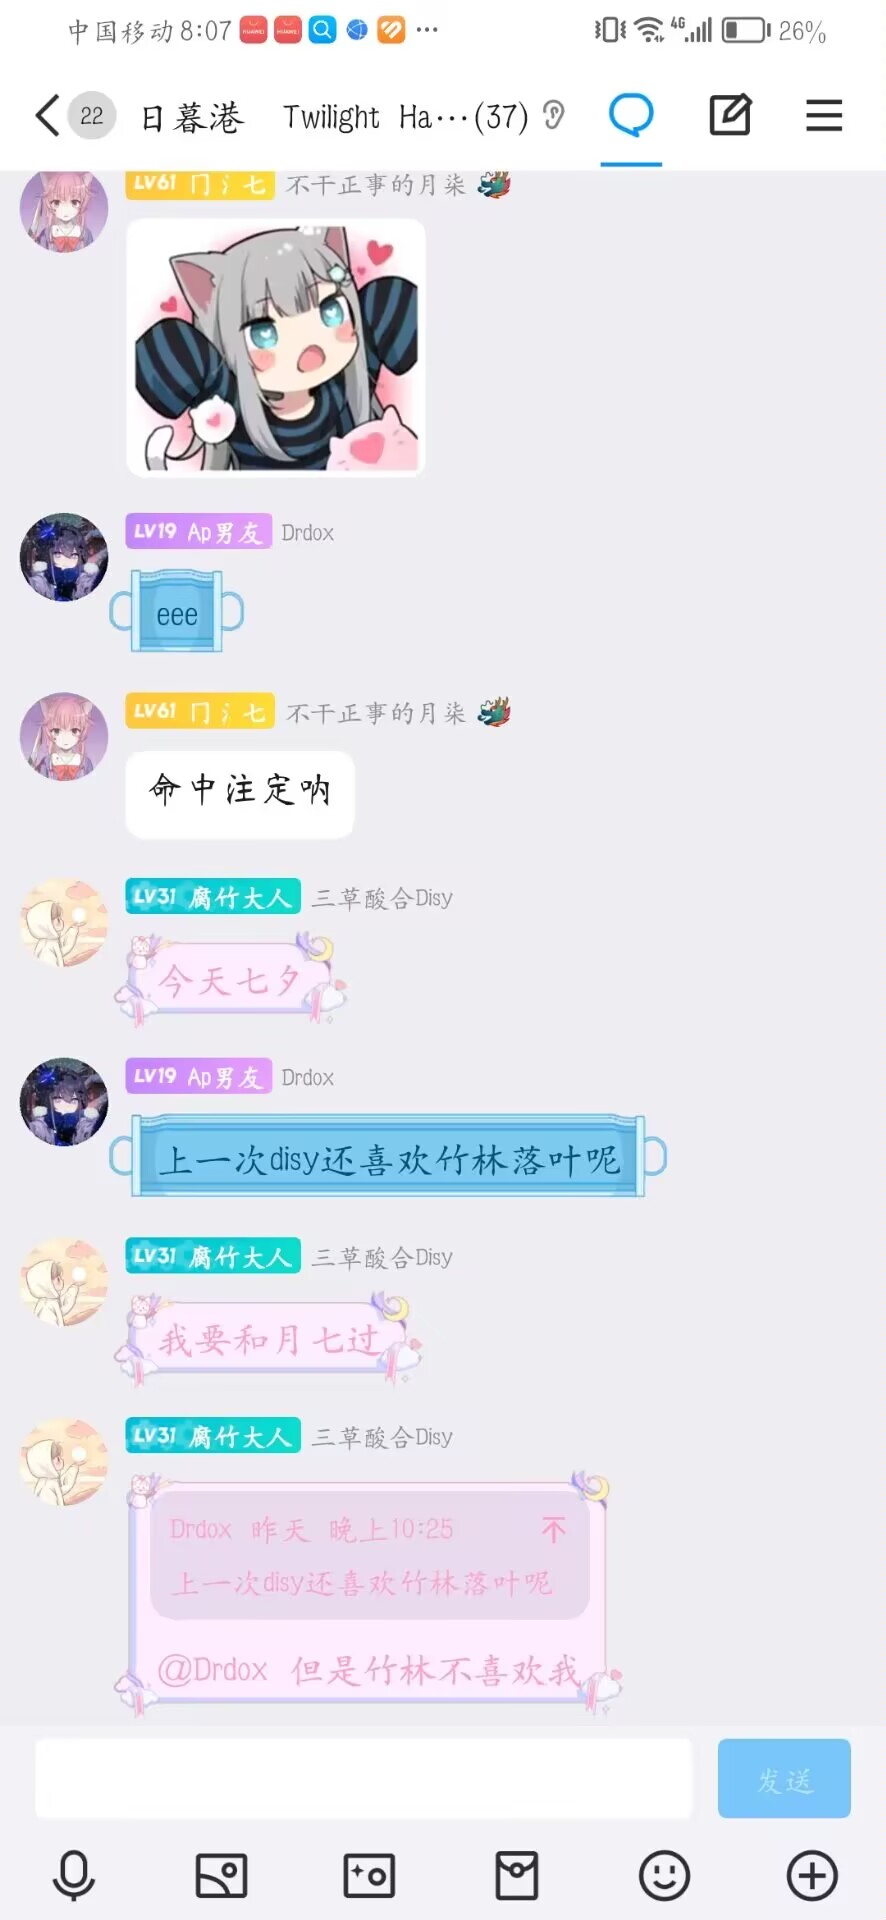 中国移动 8:07
4G
26%
22
日暮港 Twilight Ha···(37)
LV61 冂氵七 不干正事的月柒
LV19 Ap男友 Drdox
eee
LV61 冂氵七 不干正事的月柒
命中注定呐
LV31 腐竹大人 三草酸合Disy
今天七夕
LV19 Ap男友 Drdox
上一次disy还喜欢竹林落叶呢
LV31 腐竹大人 三草酸合Disy
我要和月七过
LV31 腐竹大人 三草酸合Disy
Drdox 昨天 晚上10:25
上一次disy还喜欢竹林落叶呢
@Drdox 但是竹林不喜欢我
发送